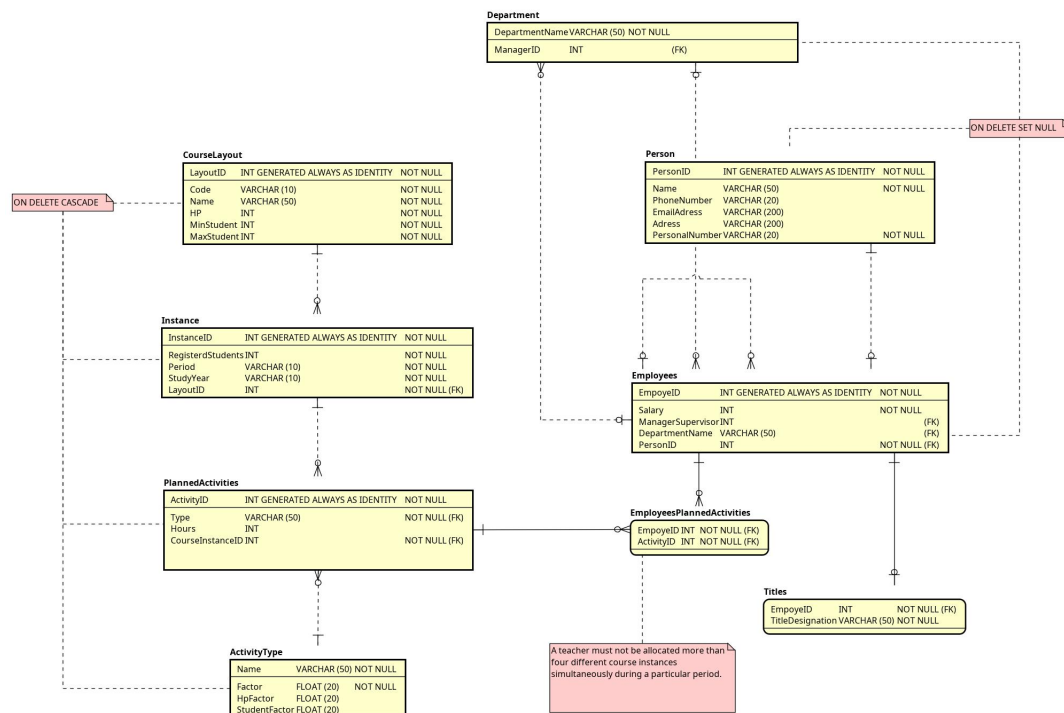 Department
DepartmentName VARCHAR (50) NOT NULL
ManagerID INT (FK)
ON DELETE SET NULL
Person
PersonID INT GENERATED ALWAYS AS IDENTITY NOT NULL
Name VARCHAR (50) NOT NULL
PhoneNumber VARCHAR (20)
EmailAdress VARCHAR (200)
Adress VARCHAR (200)
PersonalNumber VARCHAR (20) NOT NULL
CourseLayout
LayoutID INT GENERATED ALWAYS AS IDENTITY NOT NULL
Code VARCHAR (10) NOT NULL
Name VARCHAR (50) NOT NULL
HP INT NOT NULL
MinStudent INT NOT NULL
MaxStudent INT NOT NULL
ON DELETE CASCADE
Instance
InstanceID INT GENERATED ALWAYS AS IDENTITY NOT NULL
RegisterdStudents INT NOT NULL
Period VARCHAR (10) NOT NULL
StudyYear VARCHAR (10) NOT NULL
LayoutID INT NOT NULL (FK)
Employees
EmpoyeID INT GENERATED ALWAYS AS IDENTITY NOT NULL
Salary INT NOT NULL
ManagerSupervisor INT (FK)
DepartmentName VARCHAR (50) (FK)
PersonID INT NOT NULL (FK)
PlannedActivities
ActivityID INT GENERATED ALWAYS AS IDENTITY NOT NULL
Type VARCHAR (50) NOT NULL (FK)
Hours INT
CourseInstanceID INT NOT NULL (FK)
EmployeesPlannedActivities
EmpoyeID INT NOT NULL (FK)
ActivityID INT NOT NULL (FK)
Titles
EmpoyeID INT NOT NULL (FK)
TitleDesignation VARCHAR (50) NOT NULL
A teacher must not be allocated more than
four different course instances
simultaneously during a particular period.
ActivityType
Name VARCHAR (50) NOT NULL
Factor FLOAT (20) NOT NULL
HpFactor FLOAT (20)
StudentFactor FLOAT (20)